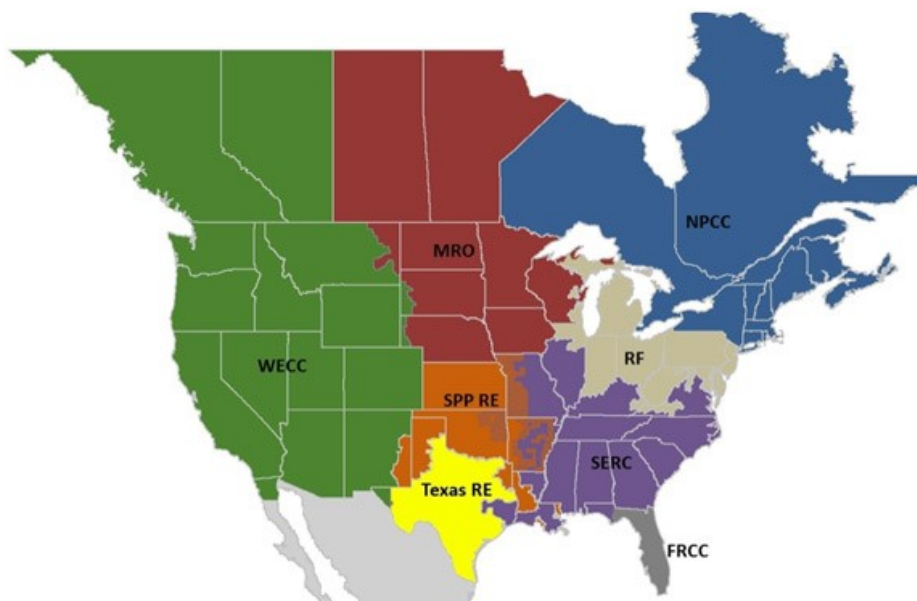 NPCC
MRO
RF
WECC
SPP RE
SERC
Texas RE
FRCC